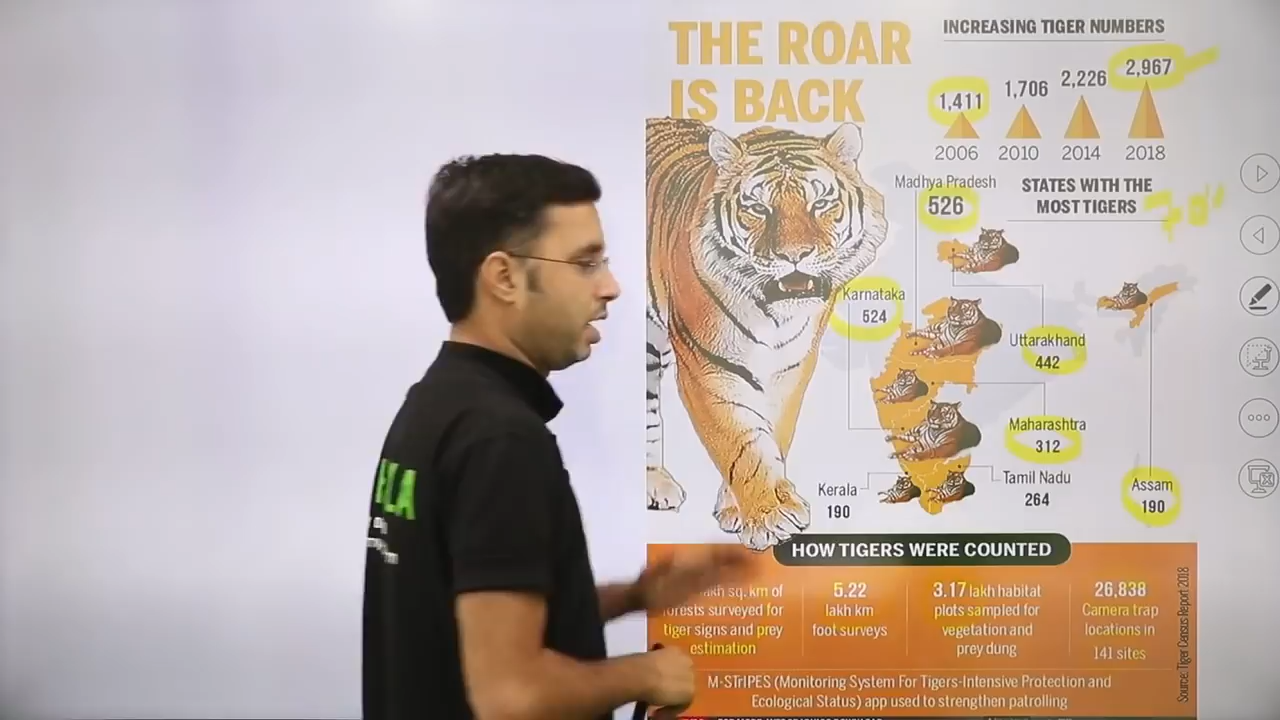 THE ROAR
IS BACK
INCREASING TIGER NUMBERS
1,411
1,706
2,226
2,967
2006
2010
2014
2018
STATES WITH THE
MOST TIGERS
Madhya Pradesh
526
Karnataka
524
Uttarakhand
442
Maharashtra
312
Kerala
190
Tamil Nadu
264
Assam
190
HOW TIGERS WERE COUNTED
sq. km of
forests surveyed for
tiger signs and prey
estimation
5.22
lakh km
foot surveys
3.17 lakh habitat
plots sampled for
vegetation and
prey dung
26,838
Camera trap
locations in
141 sites
M-STrIPES (Monitoring System For Tigers-Intensive Protection and
Ecological Status) app used to strengthen patrolling
Source: Tiger Census Report 2018